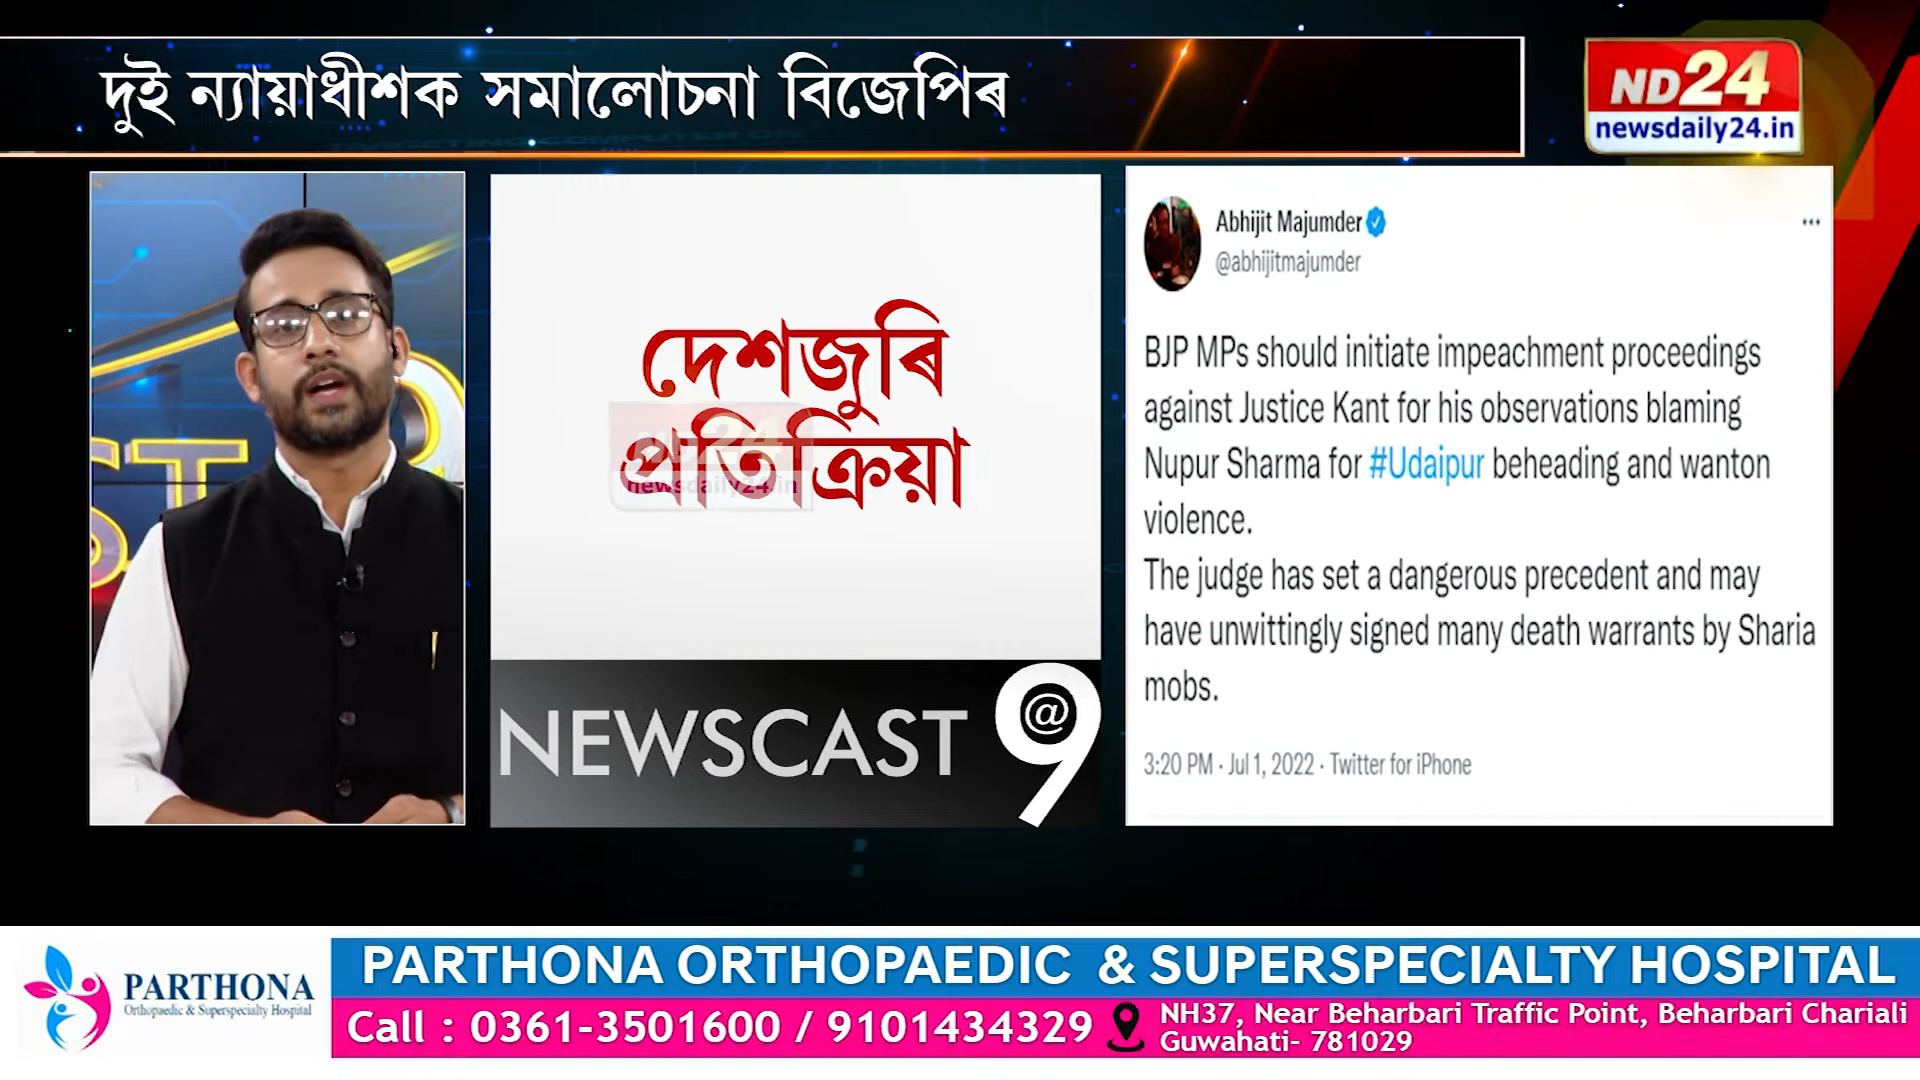 দুই ন্যায়াধীশক সমালোচনা বিজেপিৰ
ND24
newsdaily24.in
ST
দেশজুৰি
প্ৰতিক্ৰিয়া
ND24
newsdaily24.in
NEWSCAST @9
Abhijit Majumder
@abhijitmajumder
BJP MPs should initiate impeachment proceedings
against Justice Kant for his observations blaming
Nupur Sharma for #Udaipur beheading and wanton
violence.
The judge has set a dangerous precedent and may
have unwittingly signed many death warrants by Sharia
mobs.
3:20 PM · Jul 1, 2022 · Twitter for iPhone
PARTHONA
Orthopaedic & Superspecialty Hospital
PARTHONA ORTHOPAEDIC & SUPERSPECIALTY HOSPITAL
Call : 0361-3501600 / 9101434329
NH37, Near Beharbari Traffic Point, Beharbari Chariali
Guwahati- 781029